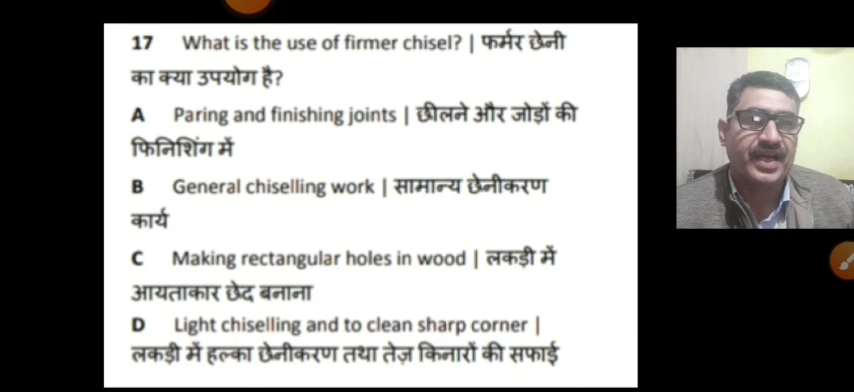 17 What is the use of firmer chisel? | फर्मर छेनी
का क्या उपयोग है?
A Paring and finishing joints | छीलने और जोड़ों की
फिनिशिंग में
B General chiselling work | सामान्य छेनीकरण
कार्य
C Making rectangular holes in wood | लकड़ी में
आयताकार छेद बनाना
D Light chiselling and to clean sharp corner |
लकड़ी में हल्का छेनीकरण तथा तेज़ किनारों की सफाई